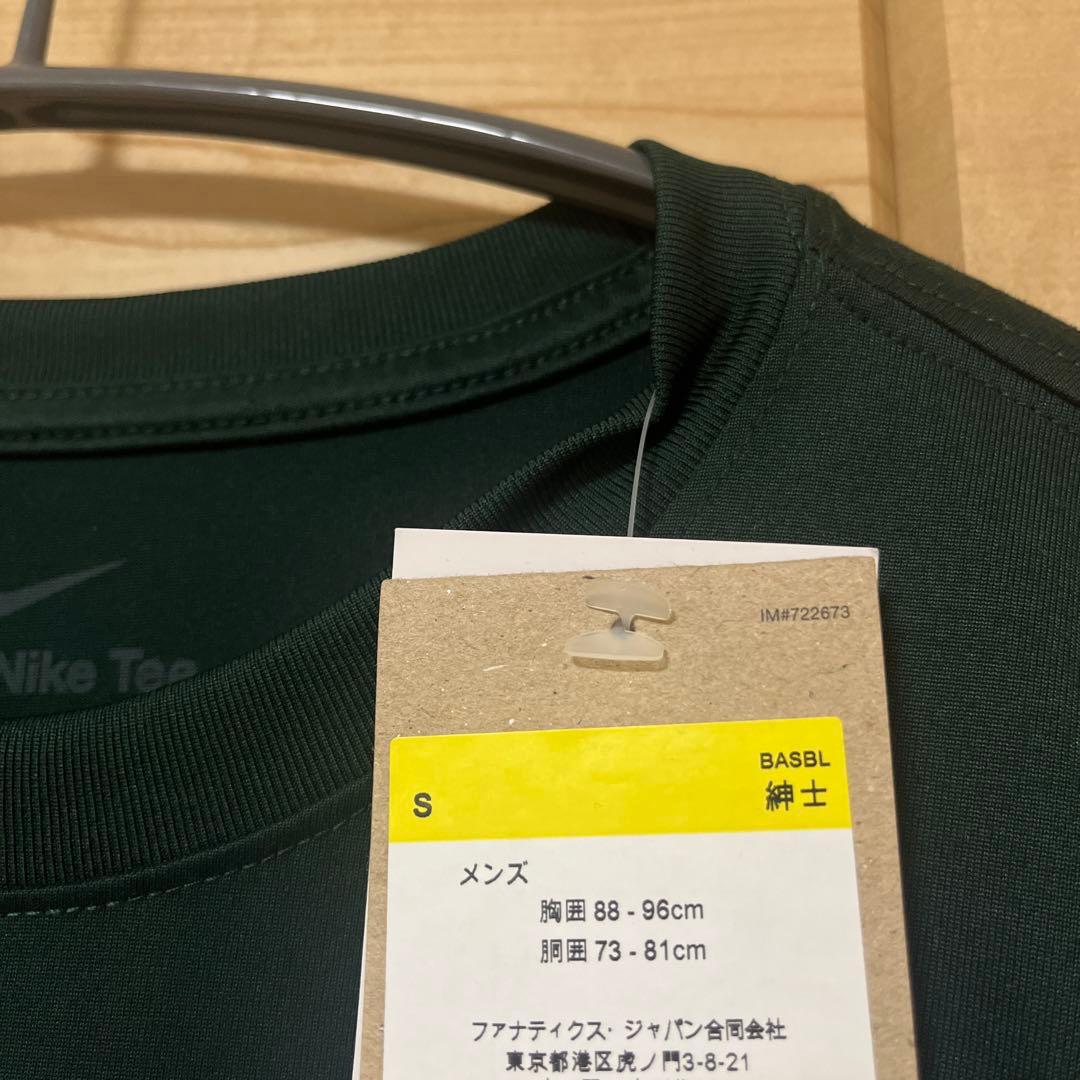 Nike Tee
IM#722673
BASBL
S
紳士
メンズ
胸囲 88 - 96cm
胴囲 73 - 81cm
ファナティクス・ジャパン合同会社
東京都港区虎ノ門3-8-21